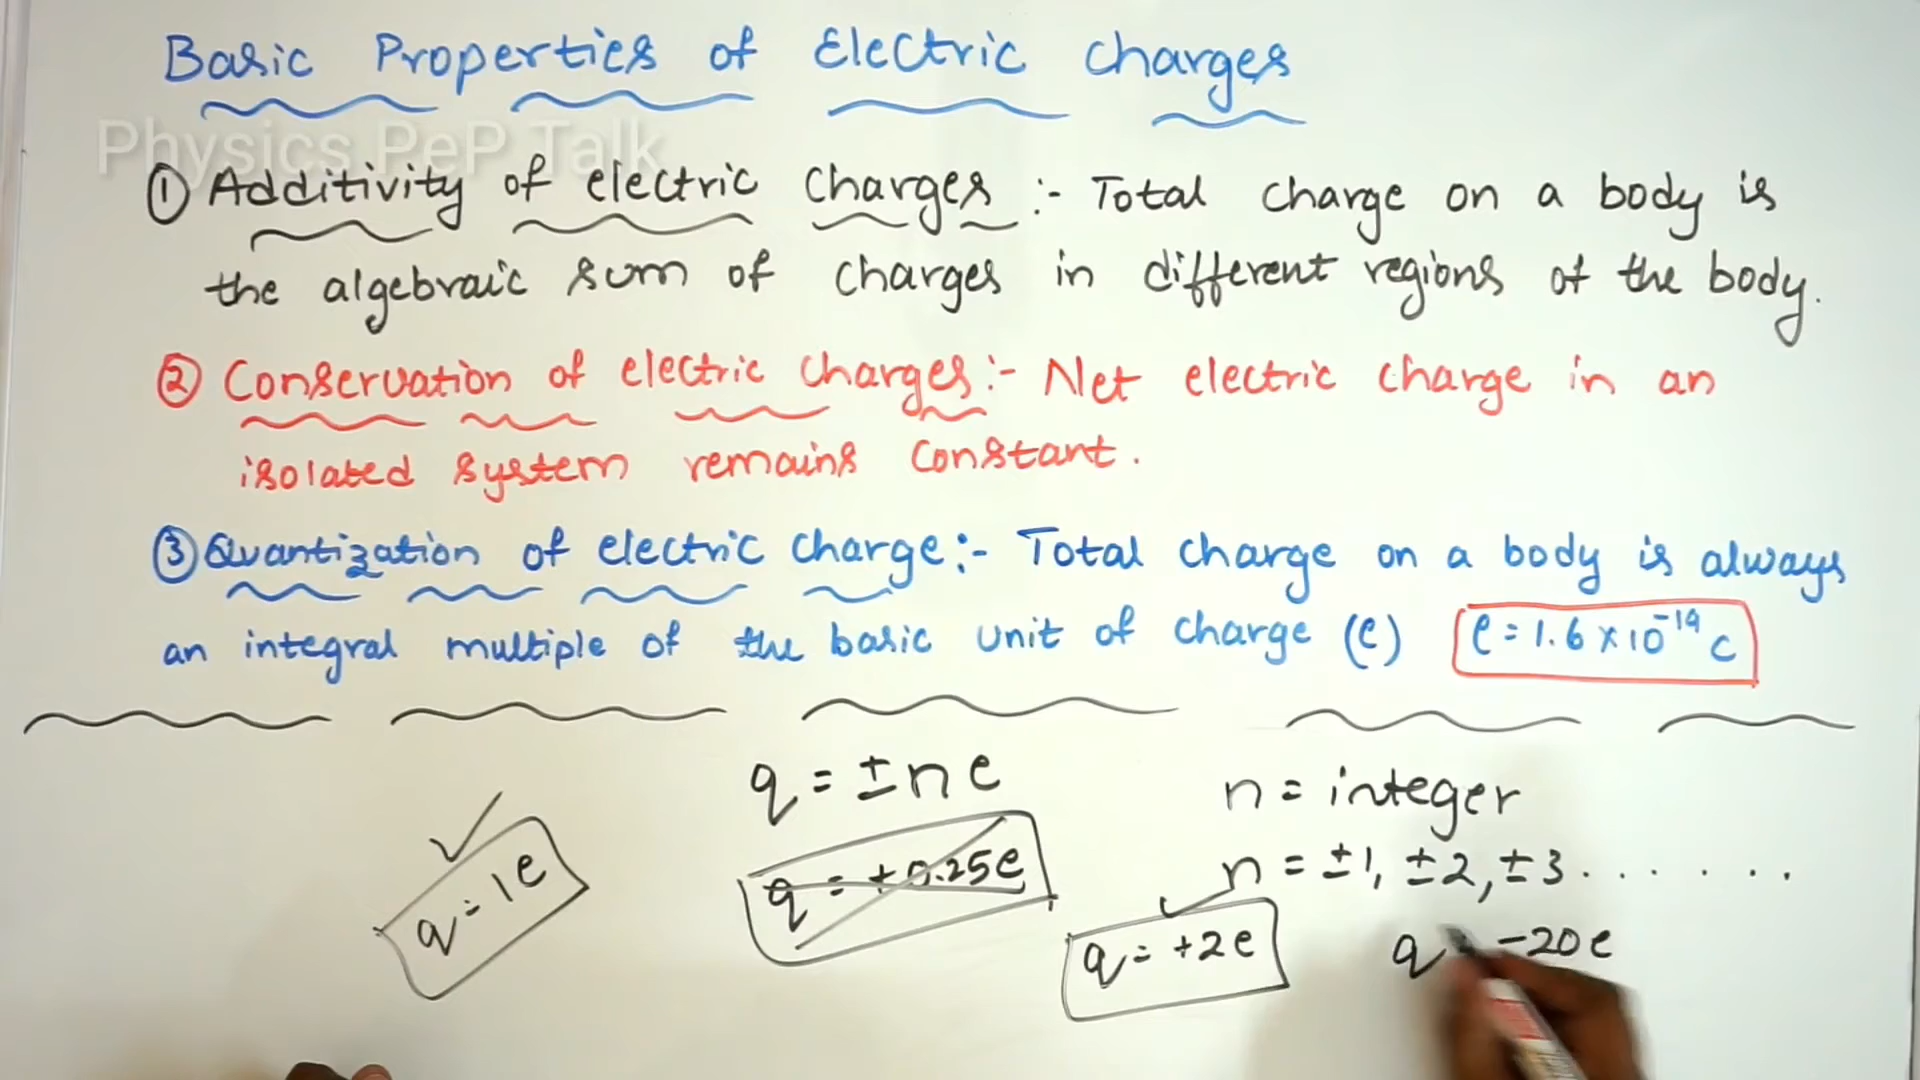 Basic Properties of Electric Charges
Physics PeP Talk
① Additivity of electric charges :- Total charge on a body is
the algebraic sum of charges in different regions of the body.
② Conservation of electric charges:- Net electric charge in an
isolated system remains constant.
③ Quantization of electric charge:- Total charge on a body is always
an integral multiple of the basic unit of charge (e) e = 1.6 × 10⁻¹⁹ C
q = ± n e
n = integer
q = 1e
q = + 0.25e
n = ±1, ±2, ±3 . . . . . .
q = +2e
q = -20e